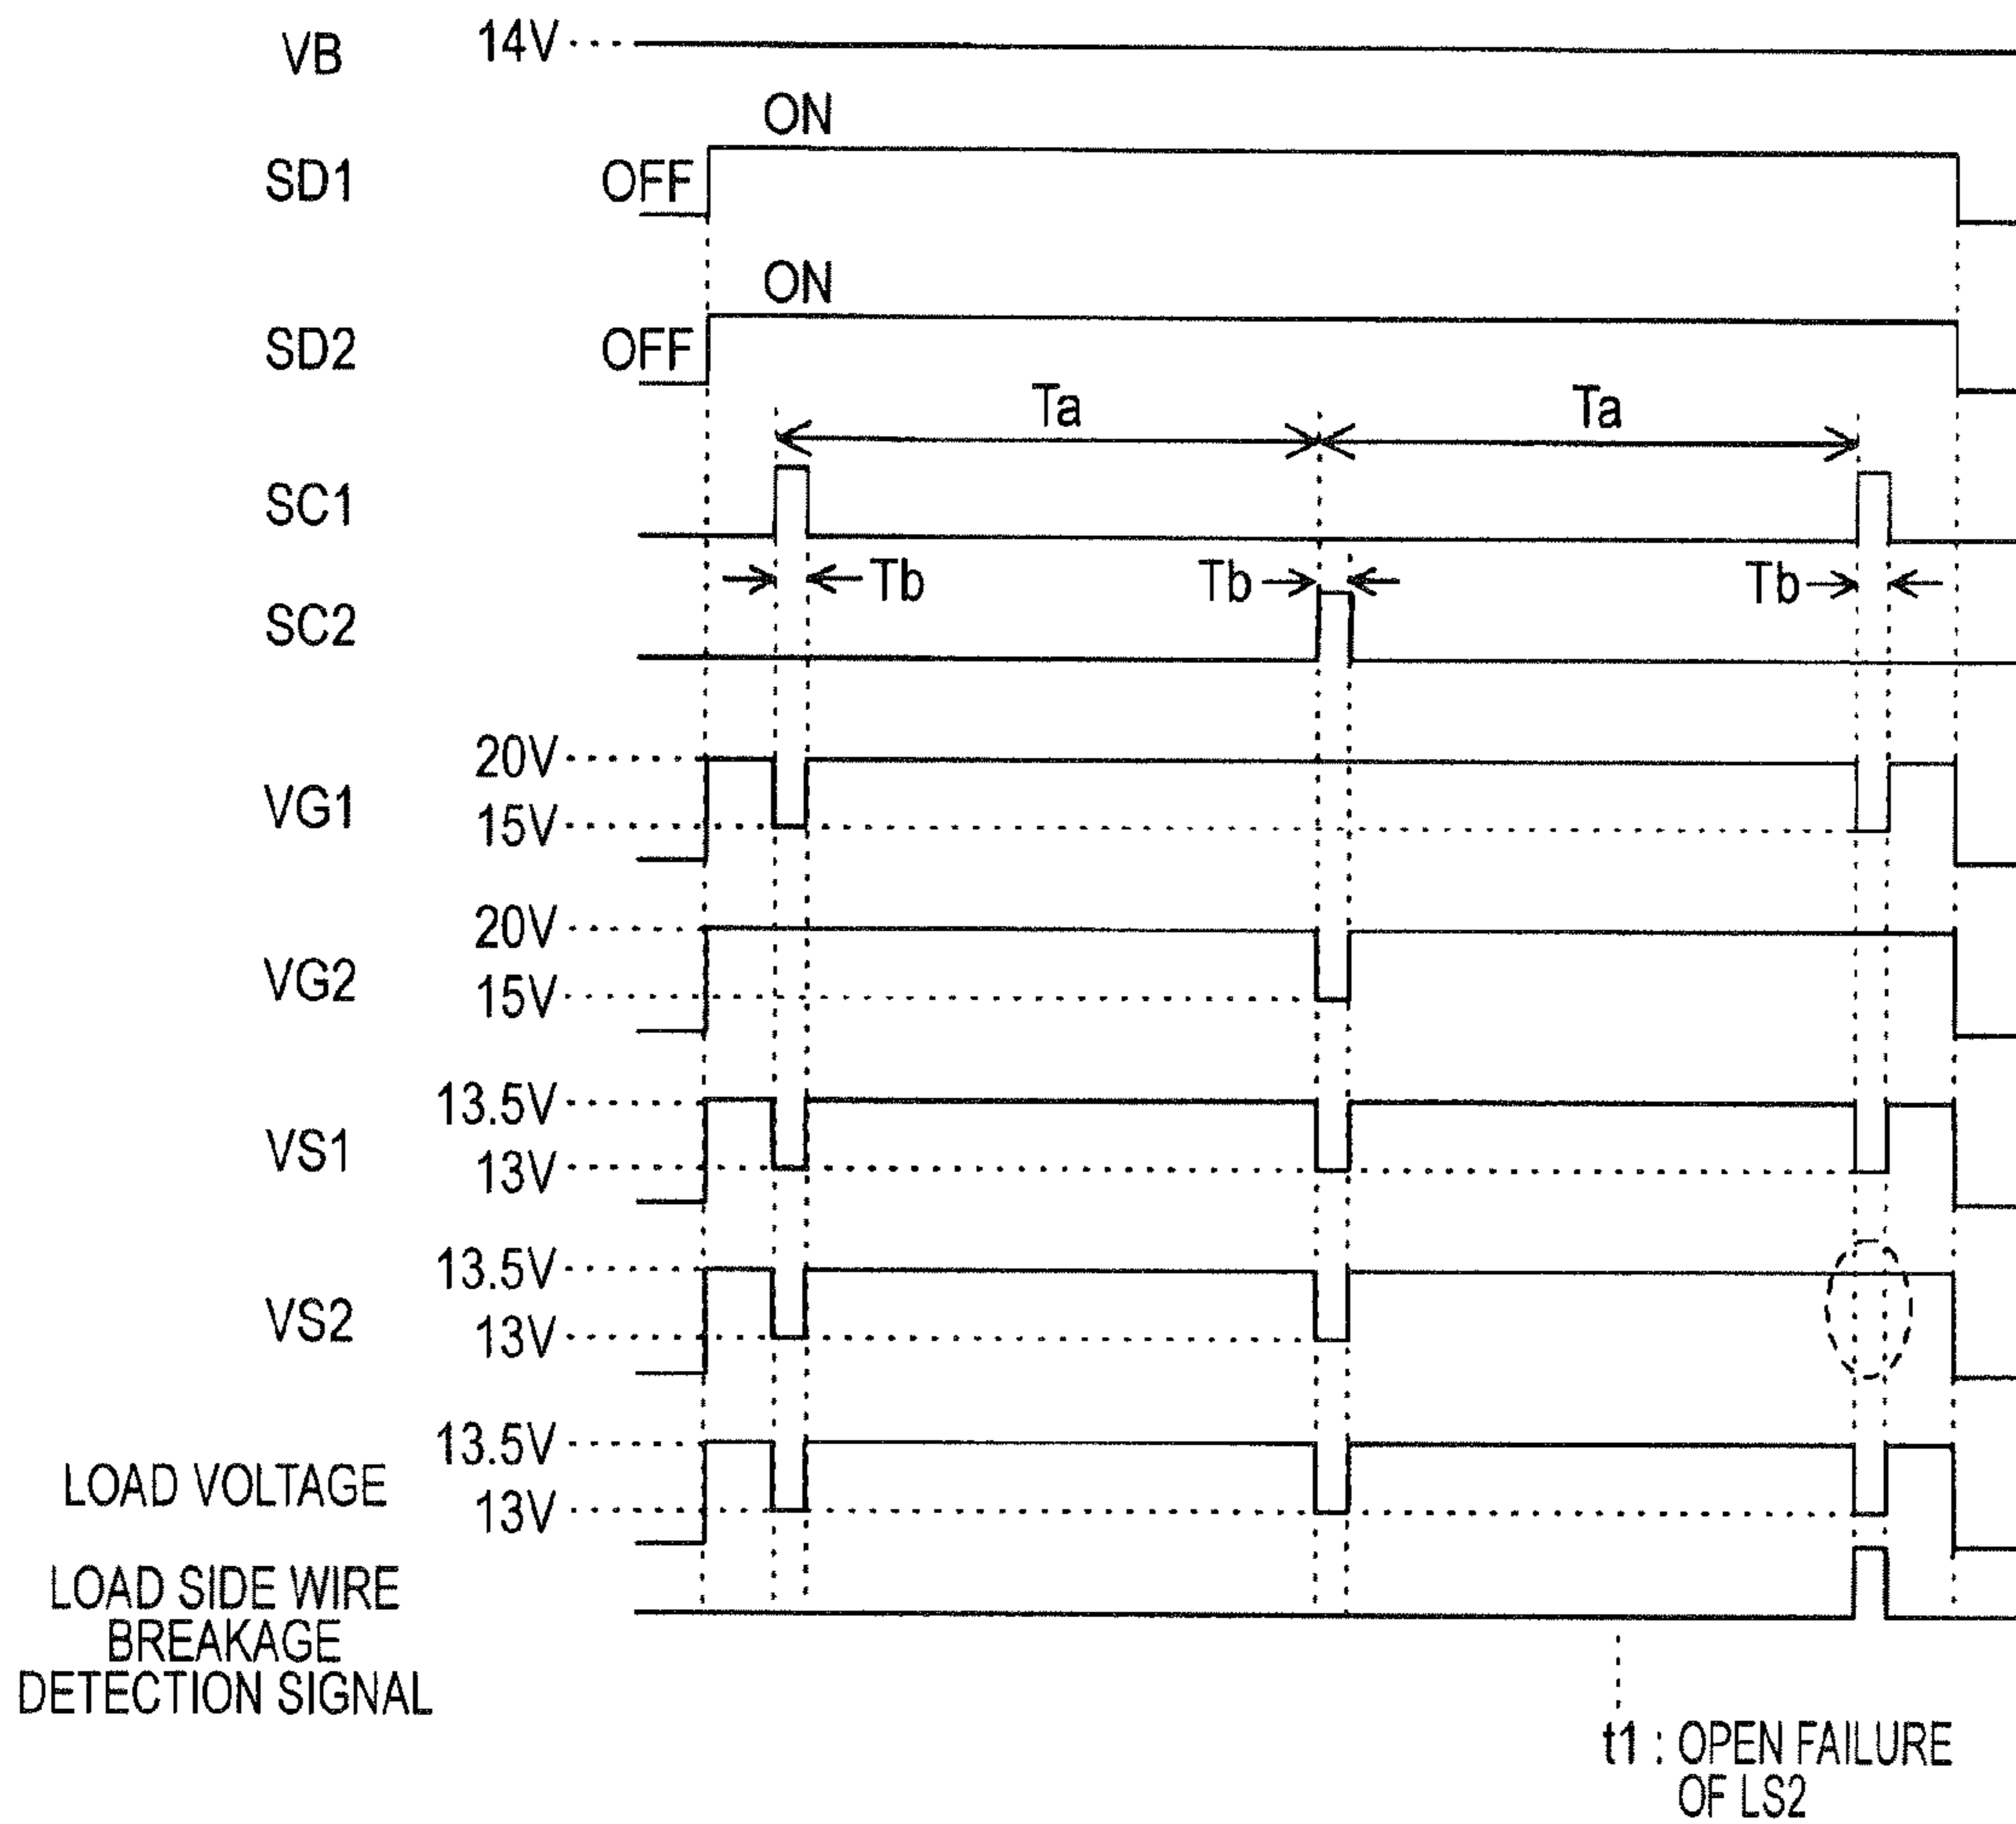 VB 14V
ON
SD1 OFF
ON
SD2 OFF
Ta Ta
SC1
Tb Tb Tb
SC2
20V
VG1
15V
20V
VG2
15V
13.5V
VS1
13V
13.5V
VS2
13V
13.5V
LOAD VOLTAGE
13V
LOAD SIDE WIRE
BREAKAGE
DETECTION SIGNAL
t1 : OPEN FAILURE
OF LS2